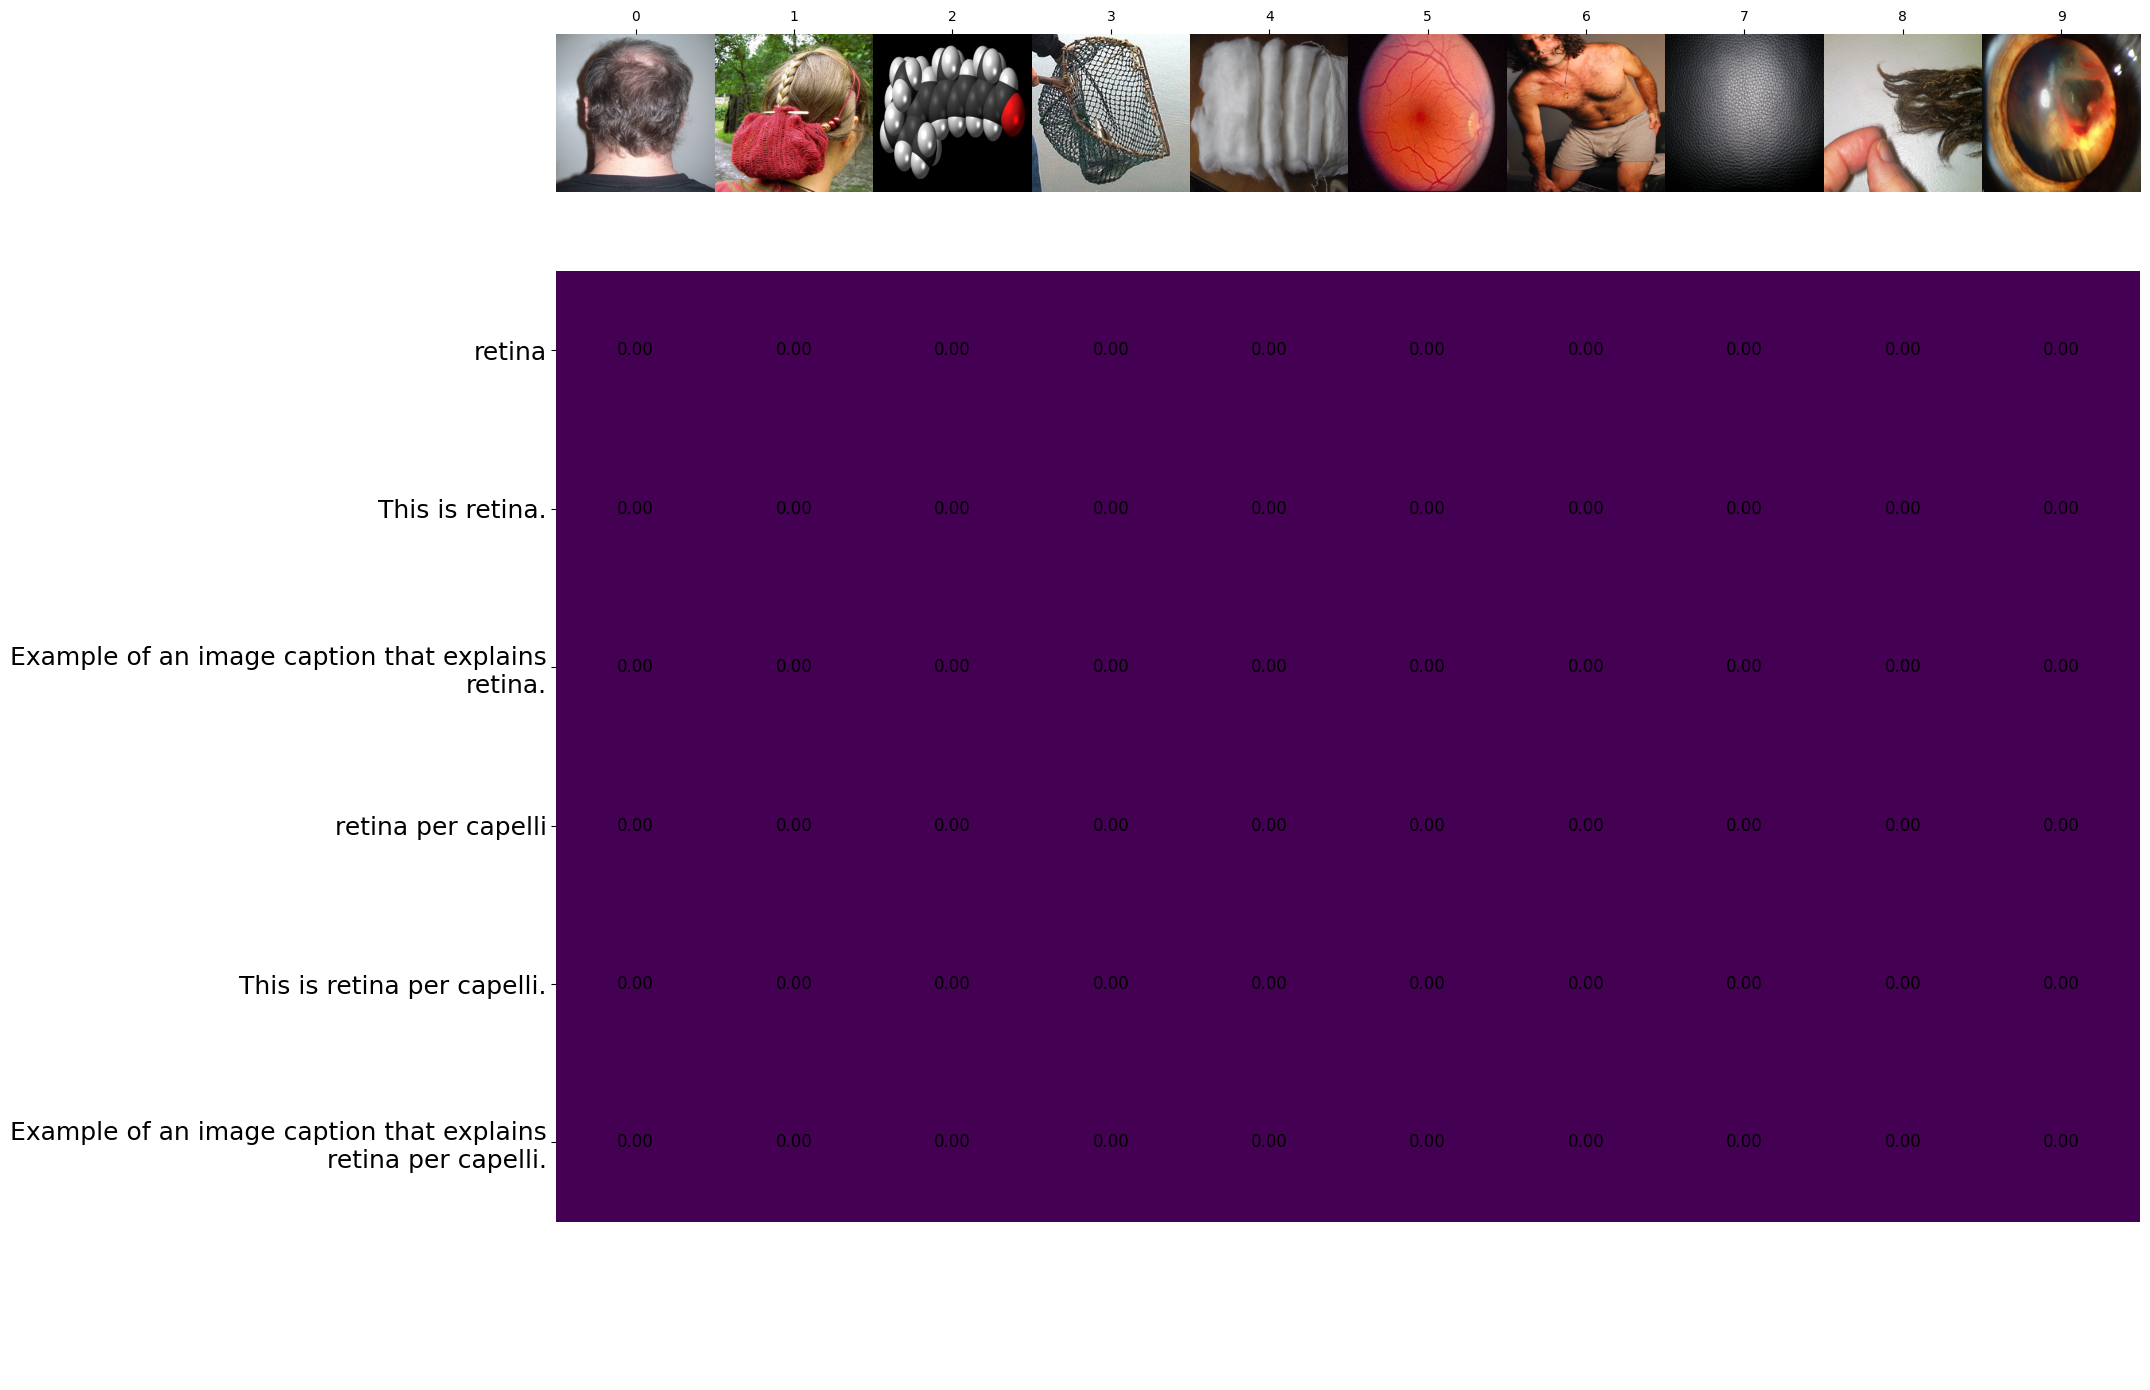 0 1 2 3 4 5 6 7 8 9
retina 0.00 0.00 0.00 0.00 0.00 0.00 0.00 0.00 0.00 0.00
This is retina. 0.00 0.00 0.00 0.00 0.00 0.00 0.00 0.00 0.00 0.00
Example of an image caption that explains
retina. 0.00 0.00 0.00 0.00 0.00 0.00 0.00 0.00 0.00 0.00
retina per capelli 0.00 0.00 0.00 0.00 0.00 0.00 0.00 0.00 0.00 0.00
This is retina per capelli. 0.00 0.00 0.00 0.00 0.00 0.00 0.00 0.00 0.00 0.00
Example of an image caption that explains
retina per capelli. 0.00 0.00 0.00 0.00 0.00 0.00 0.00 0.00 0.00 0.00